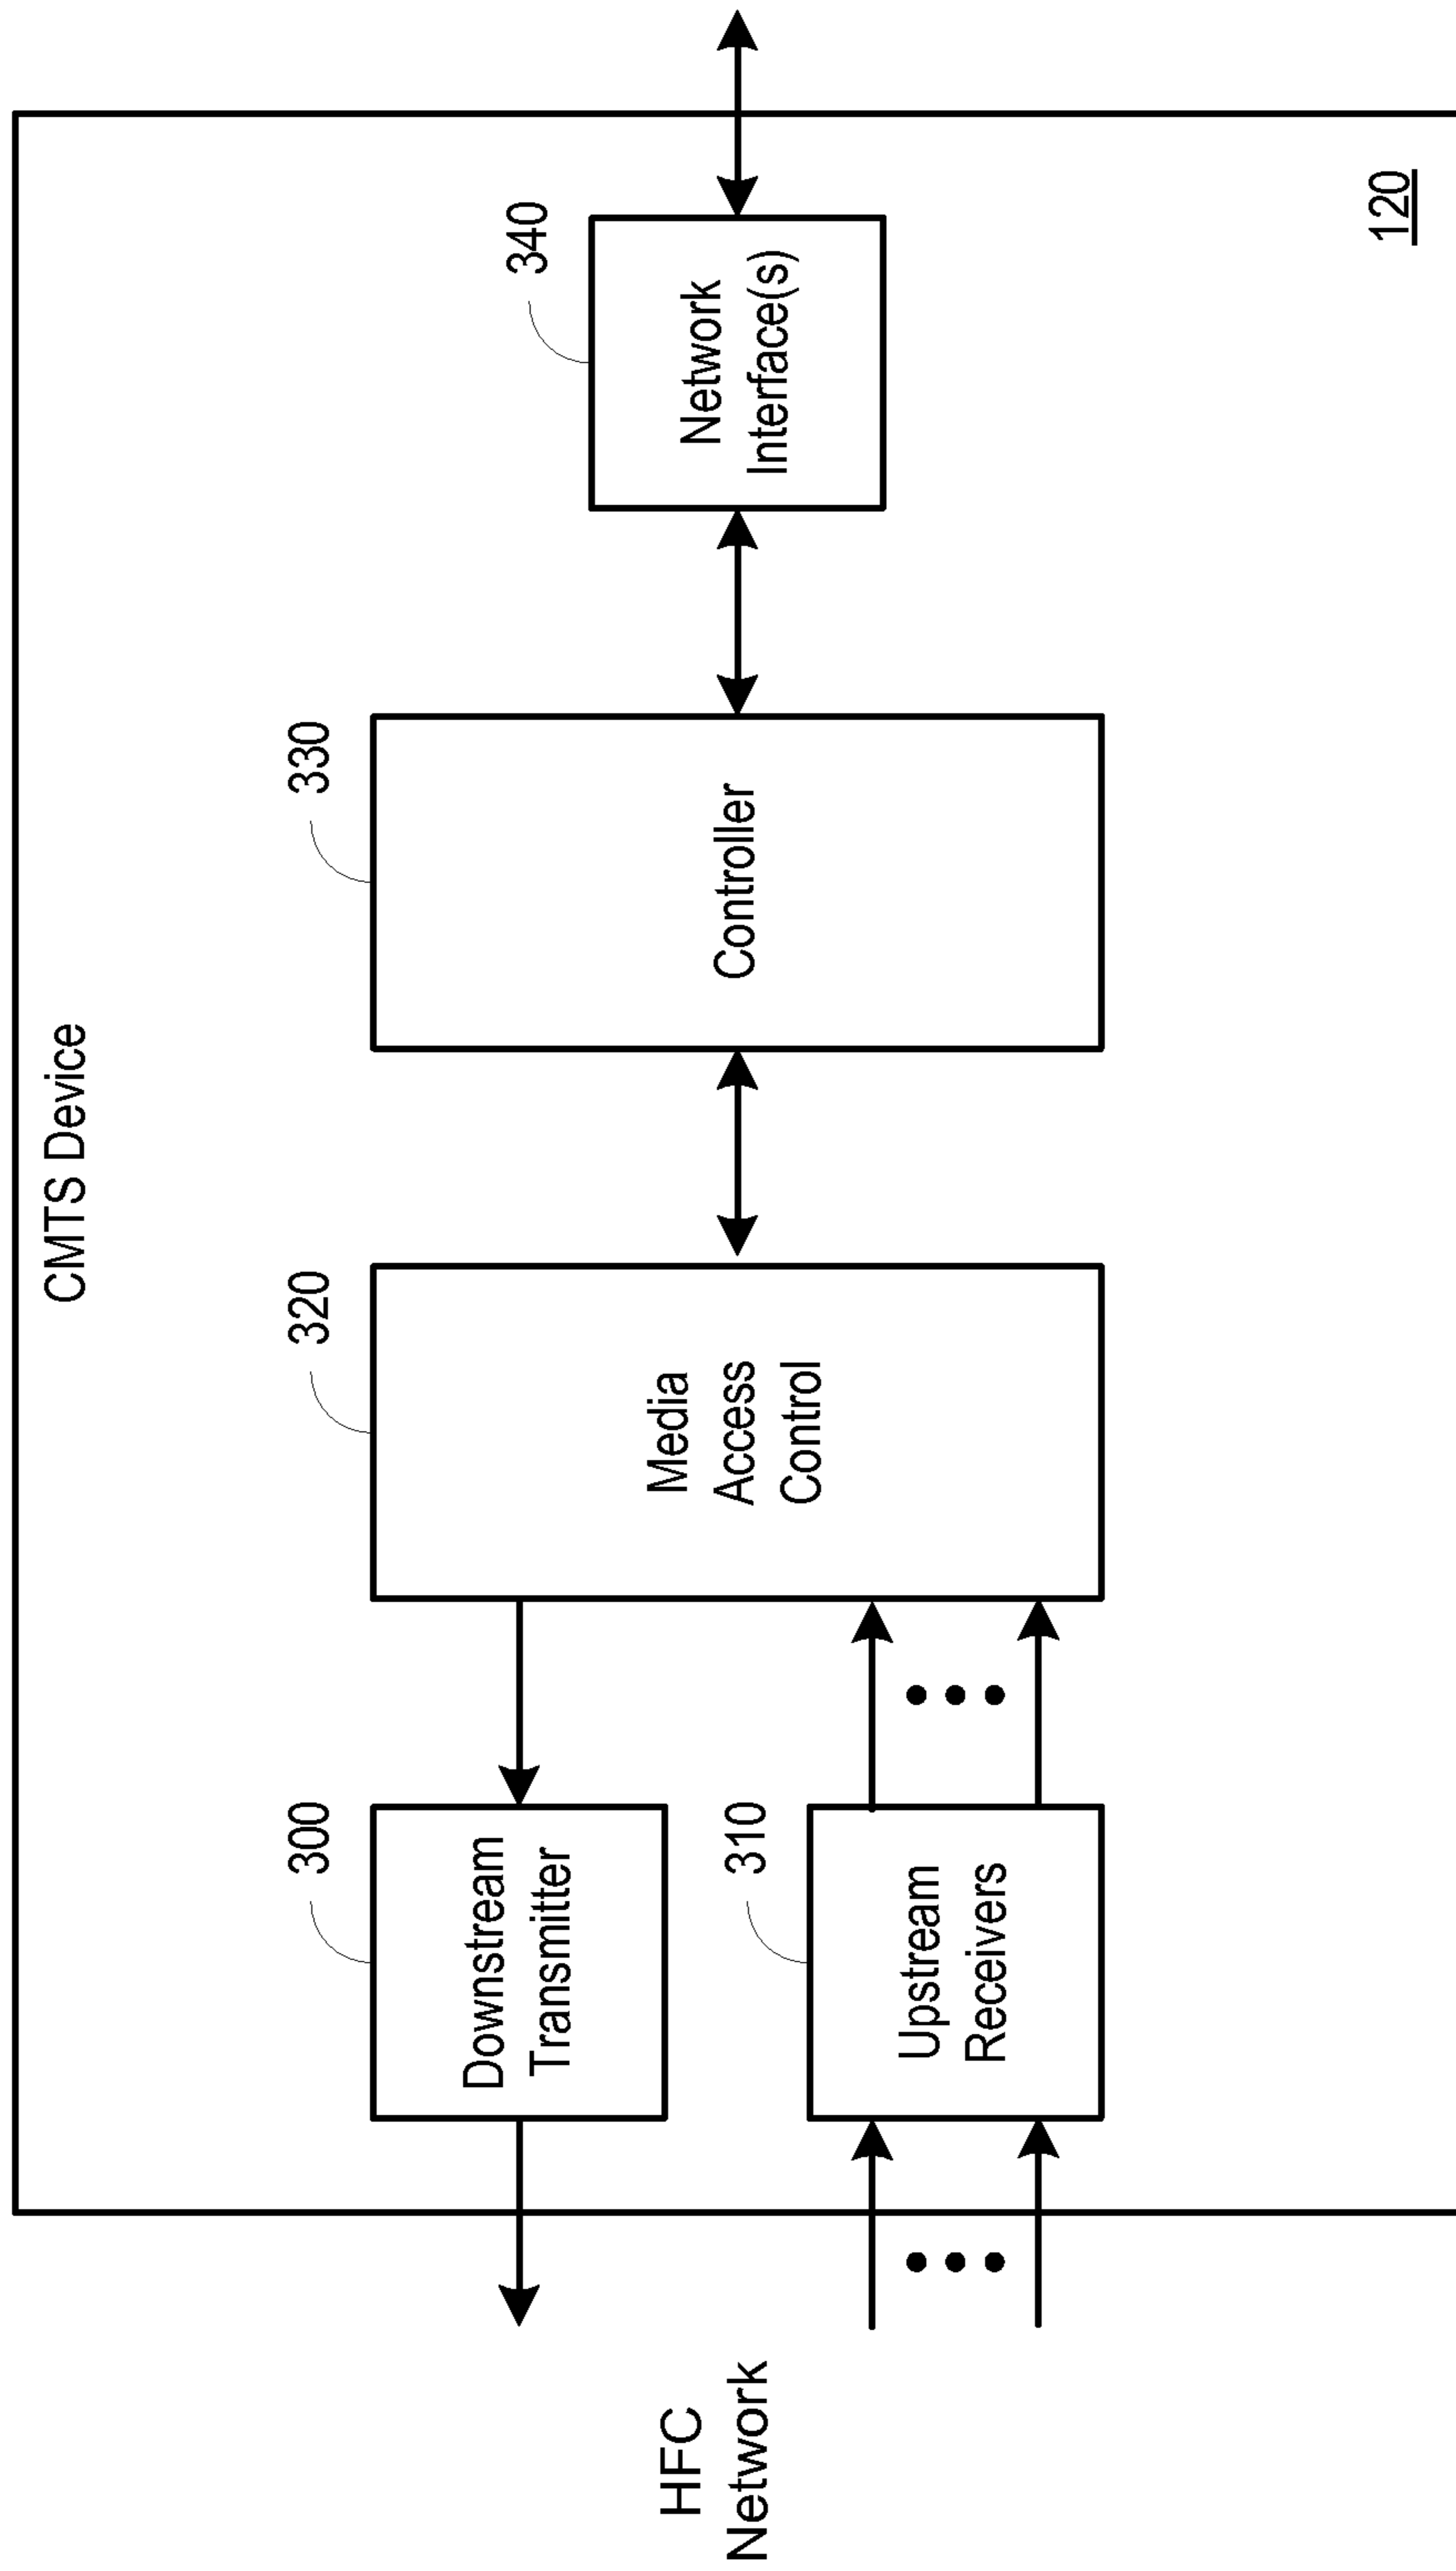 CMTS Device
300
Downstream
Transmitter
310
Upstream
Receivers
320
Media
Access
Control
330
Controller
340
Network
Interface(s)
HFC
Network
120